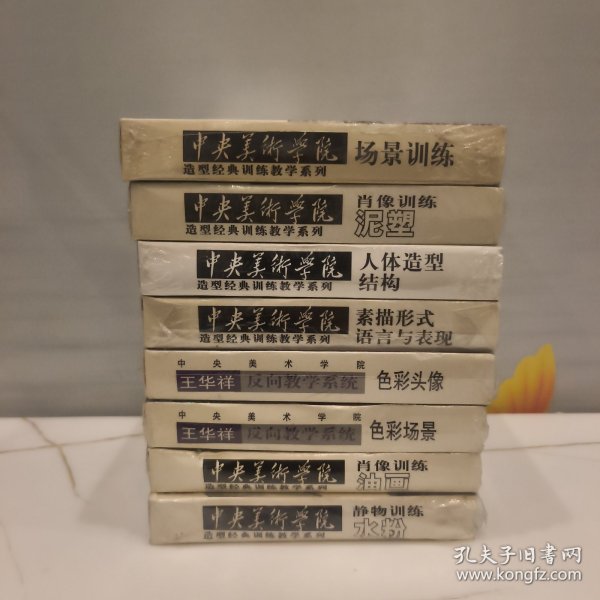 中央美術學院
造型经典训练教学系列
场景训练
中央美術學院
造型经典训练教学系列
肖像训练
泥塑
中央美術學院
造型经典训练教学系列
人体造型
结构
中央美術學院
造型经典训练教学系列
素描形式
语言与表现
中央美术学院
王华祥 反向教学系统
色彩头像
中央美术学院
王华祥 反向教学系统
色彩场景
中央美術學院
造型经典训练教学系列
肖像训练
油画
中央美術學院
造型经典训练教学系列
静物训练
水粉
孔夫子旧书网
www.kongfz.com